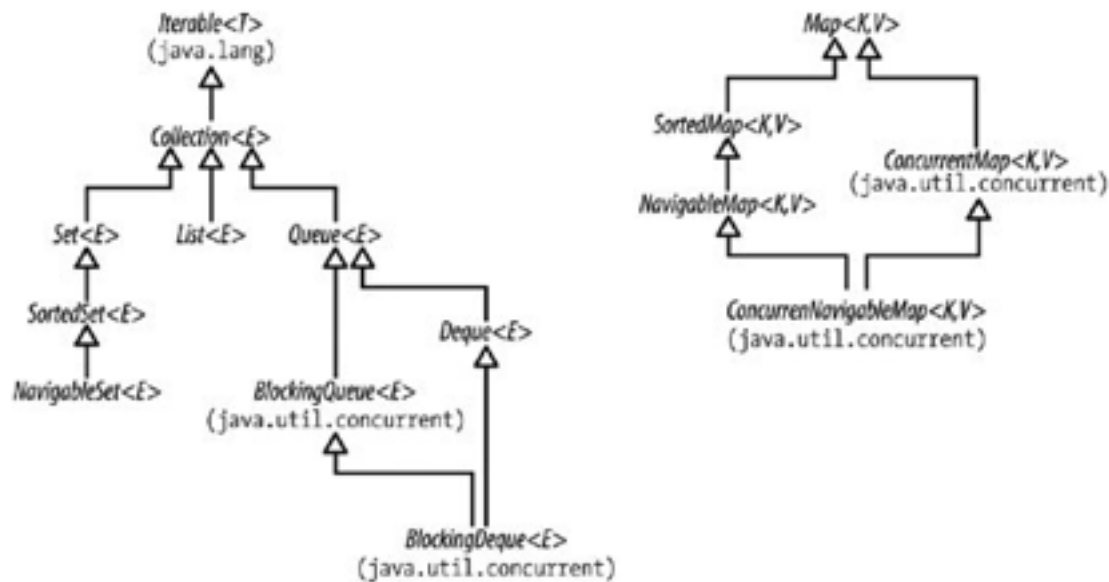 Iterable<T>
(java.lang)
Collection<E>
Set<E>
List<E>
Queue<E>
SortedSet<E>
Deque<E>
NavigableSet<E>
BlockingQueue<E>
(java.util.concurrent)
BlockingDeque<E>
(java.util.concurrent)
Map<K,V>
SortedMap<K,V>
ConcurrentMap<K,V>
(java.util.concurrent)
NavigableMap<K,V>
ConcurrenNavigableMap<K,V>
(java.util.concurrent)